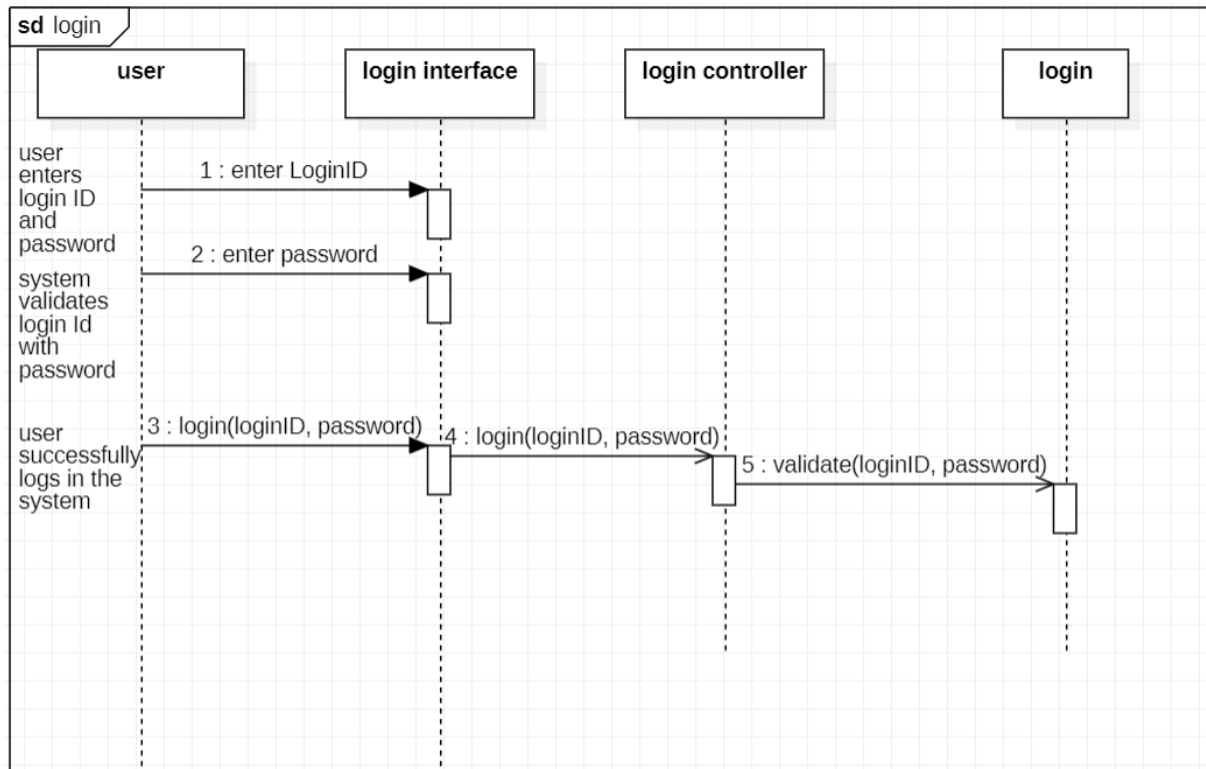 sd login
user
login interface
login controller
login
user
enters
login ID
and
password
1 : enter LoginID
2 : enter password
system
validates
login Id
with
password
3 : login(loginID, password)
4 : login(loginID, password)
5 : validate(loginID, password)
user
successfully
logs in the
system